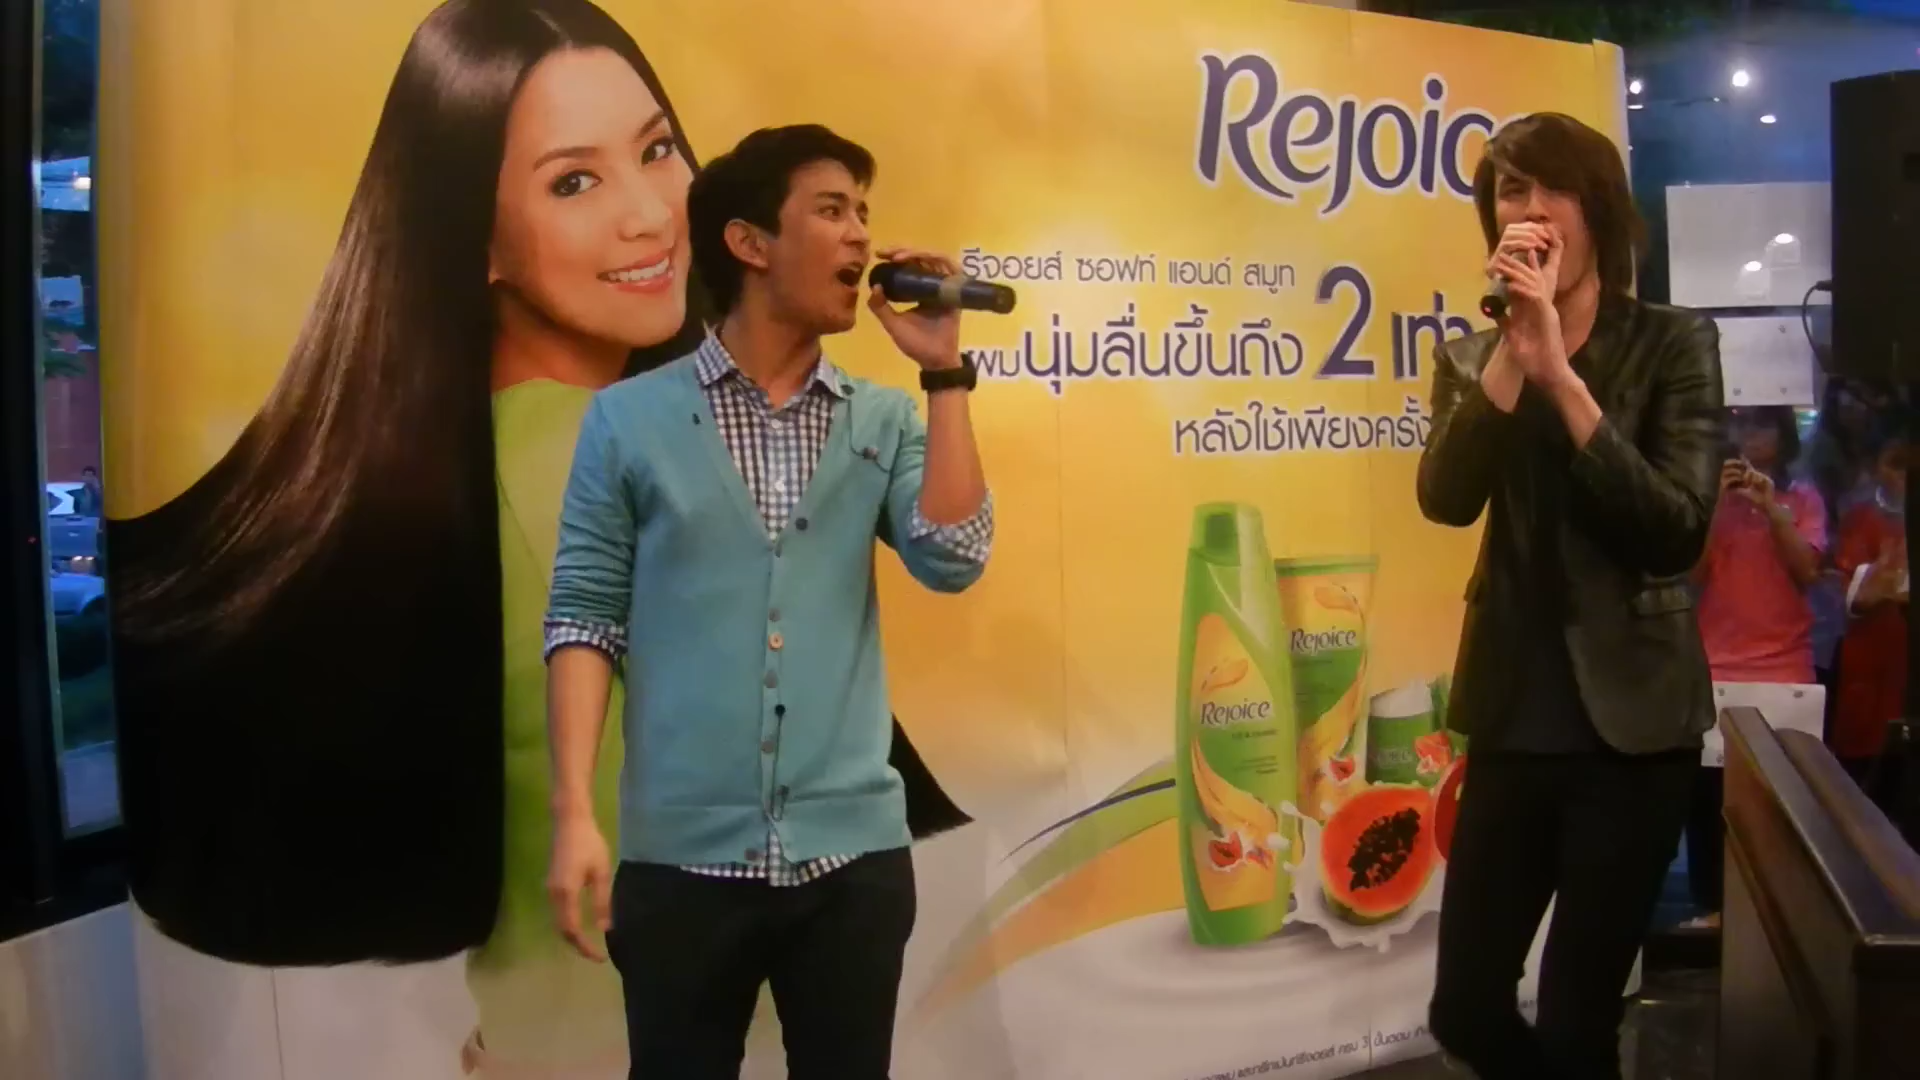 Rejoice
รีจอยส์ ซอฟท์ แอนด์ สมูท
ผมนุ่มลื่นขึ้นถึง 2 เท่า
หลังใช้เพียงครั้ง
Rejoice
Rejoice